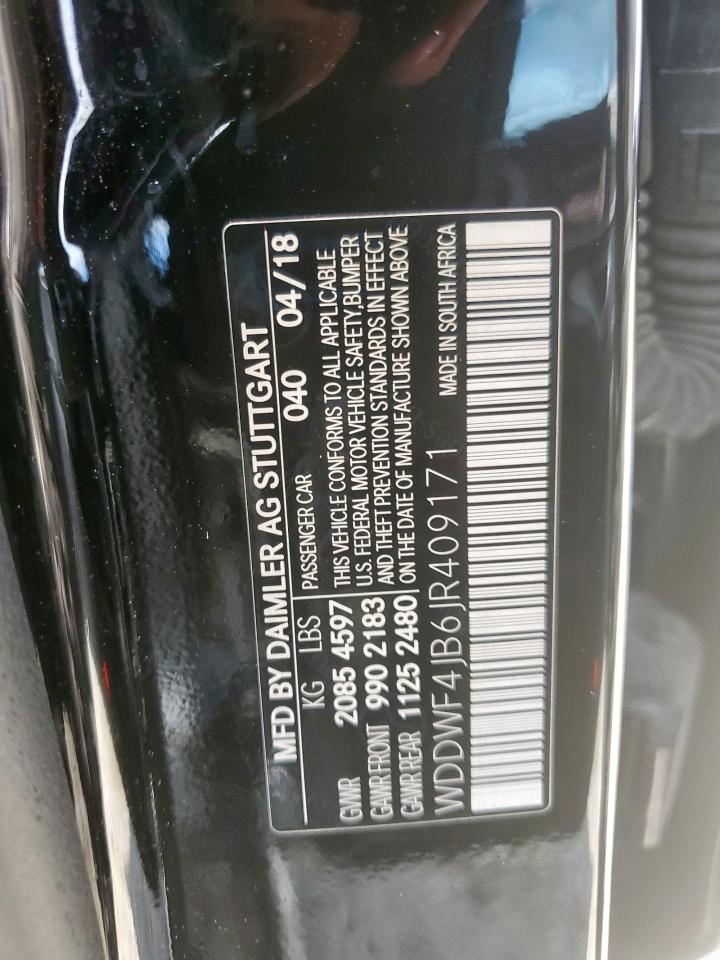 MFD BY DAIMLER AG STUTTGART
KG LBS PASSENGER CAR 040 04/18
GVWR 2085 4597 THIS VEHICLE CONFORMS TO ALL APPLICABLE
GAWR FRONT 990 2183 U.S. FEDERAL MOTOR VEHICLE SAFETY,BUMPER
GAWR REAR 1125 2480 AND THEFT PREVENTION STANDARDS IN EFFECT
ON THE DATE OF MANUFACTURE SHOWN ABOVE
WDDWF4JB6JR409171 MADE IN SOUTH AFRICA